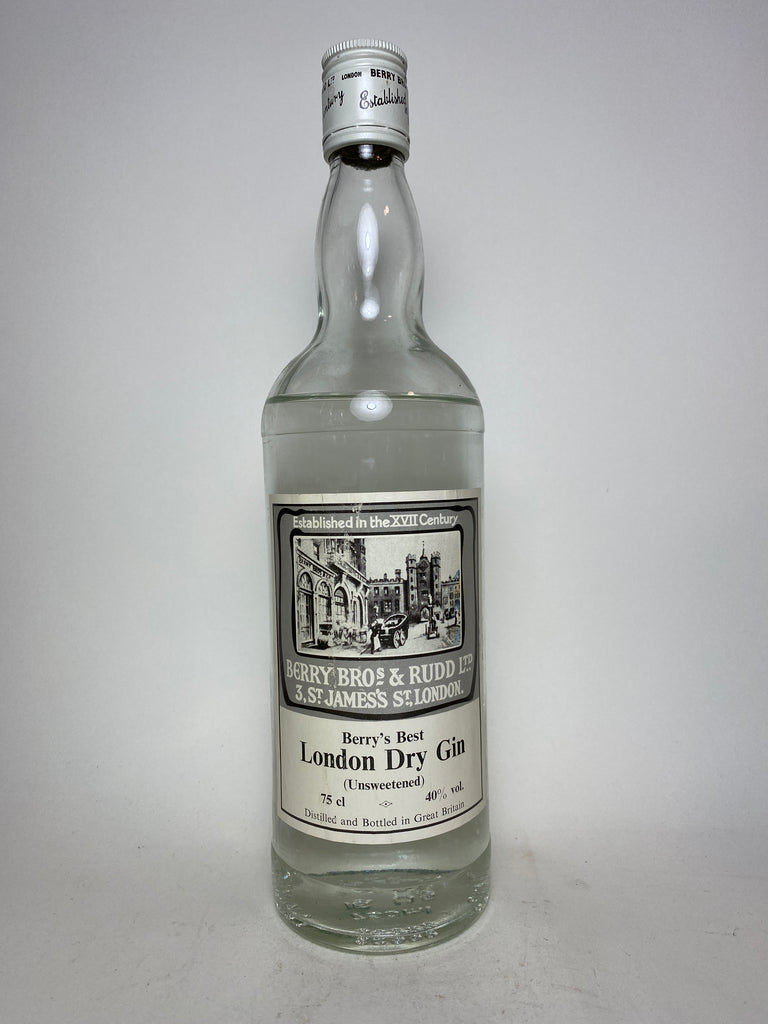 LTD LONDON BERRY B
Established
Established in the XVII Century
BERRY BROS & RUDD LTD
3, ST JAMES'S ST, LONDON.
Berry's Best
London Dry Gin
(Unsweetened)
75 cl 40% vol.
Distilled and Bottled in Great Britain